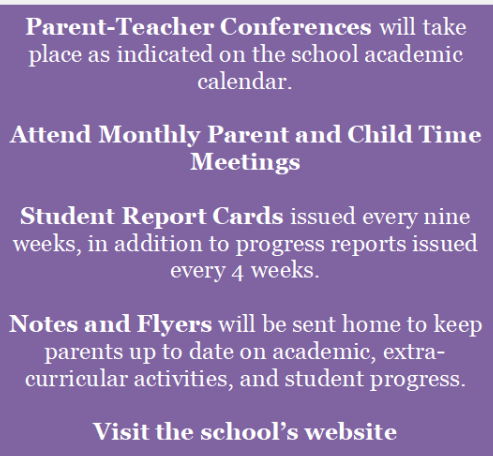 Parent-Teacher Conferences will take
place as indicated on the school academic
calendar.
Attend Monthly Parent and Child Time
Meetings
Student Report Cards issued every nine
weeks, in addition to progress reports issued
every 4 weeks.
Notes and Flyers will be sent home to keep
parents up to date on academic, extra-
curricular activities, and student progress.
Visit the school’s website